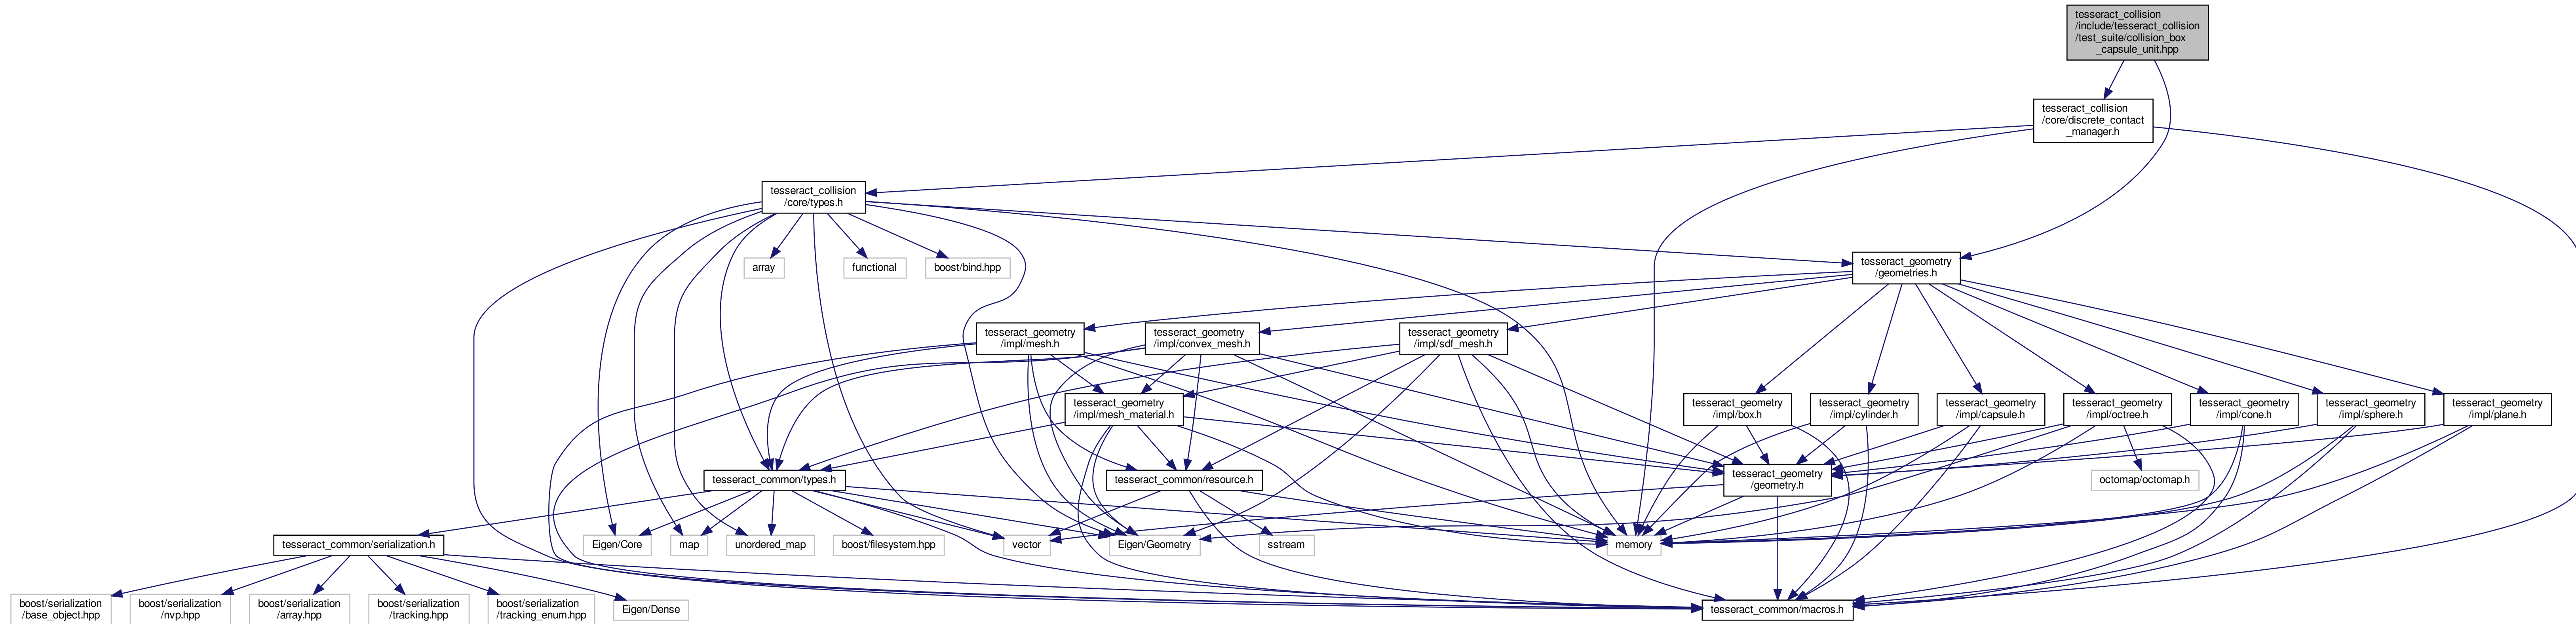 tesseract_collision
/include/tesseract_collision
/test_suite/collision_box
_capsule_unit.hpp
tesseract_collision
/core/discrete_contact
_manager.h
tesseract_collision
/core/types.h
array
functional
boost/bind.hpp
tesseract_geometry
/geometries.h
tesseract_geometry
/impl/mesh.h
tesseract_geometry
/impl/convex_mesh.h
tesseract_geometry
/impl/sdf_mesh.h
tesseract_geometry
/impl/mesh_material.h
tesseract_geometry
/impl/box.h
tesseract_geometry
/impl/cylinder.h
tesseract_geometry
/impl/capsule.h
tesseract_geometry
/impl/octree.h
tesseract_geometry
/impl/cone.h
tesseract_geometry
/impl/sphere.h
tesseract_geometry
/impl/plane.h
tesseract_common/types.h
tesseract_common/resource.h
tesseract_geometry
/geometry.h
octomap/octomap.h
tesseract_common/serialization.h
Eigen/Core
map
unordered_map
boost/filesystem.hpp
vector
Eigen/Geometry
sstream
memory
boost/serialization
/base_object.hpp
boost/serialization
/nvp.hpp
boost/serialization
/array.hpp
boost/serialization
/tracking.hpp
boost/serialization
/tracking_enum.hpp
Eigen/Dense
tesseract_common/macros.h